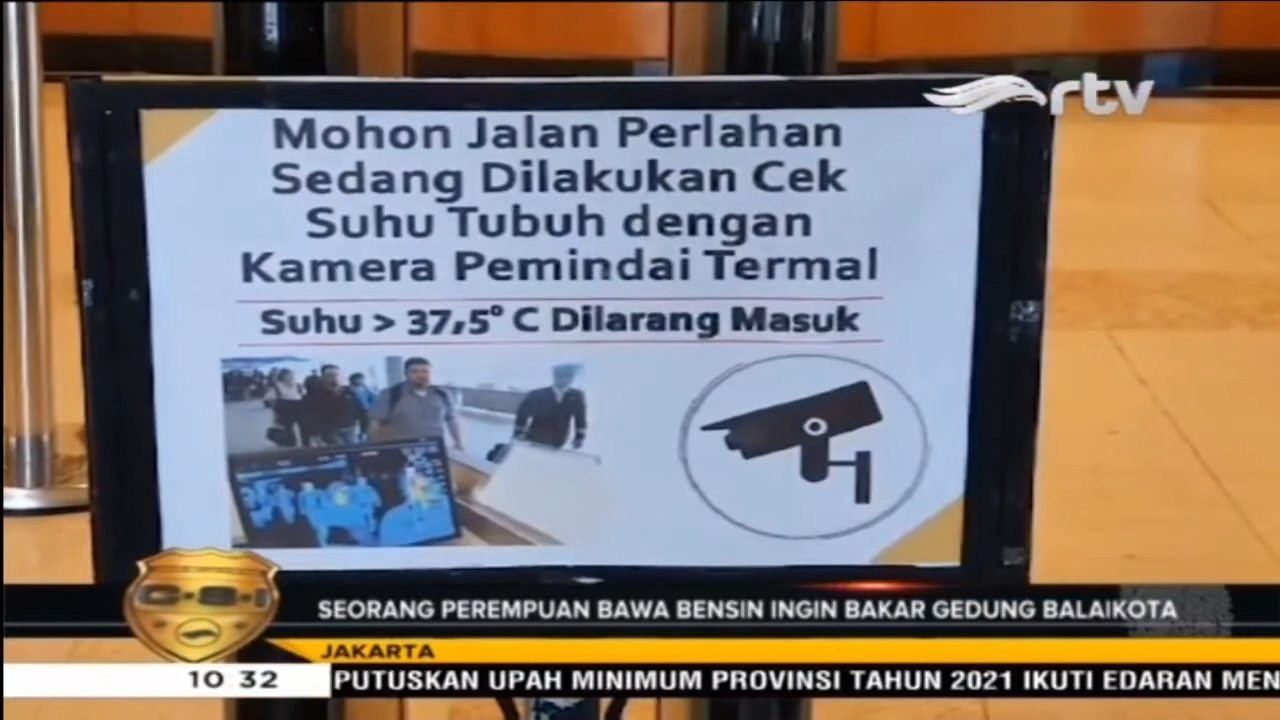 rtv
Mohon Jalan Perlahan
Sedang Dilakukan Cek
Suhu Tubuh dengan
Kamera Pemindai Termal
Suhu > 37,5° C Dilarang Masuk
C-S-I
SEORANG PEREMPUAN BAWA BENSIN INGIN BAKAR GEDUNG BALAIKOTA
JAKARTA
10 32
PUTUSKAN UPAH MINIMUM PROVINSI TAHUN 2021 IKUTI EDARAN MEN